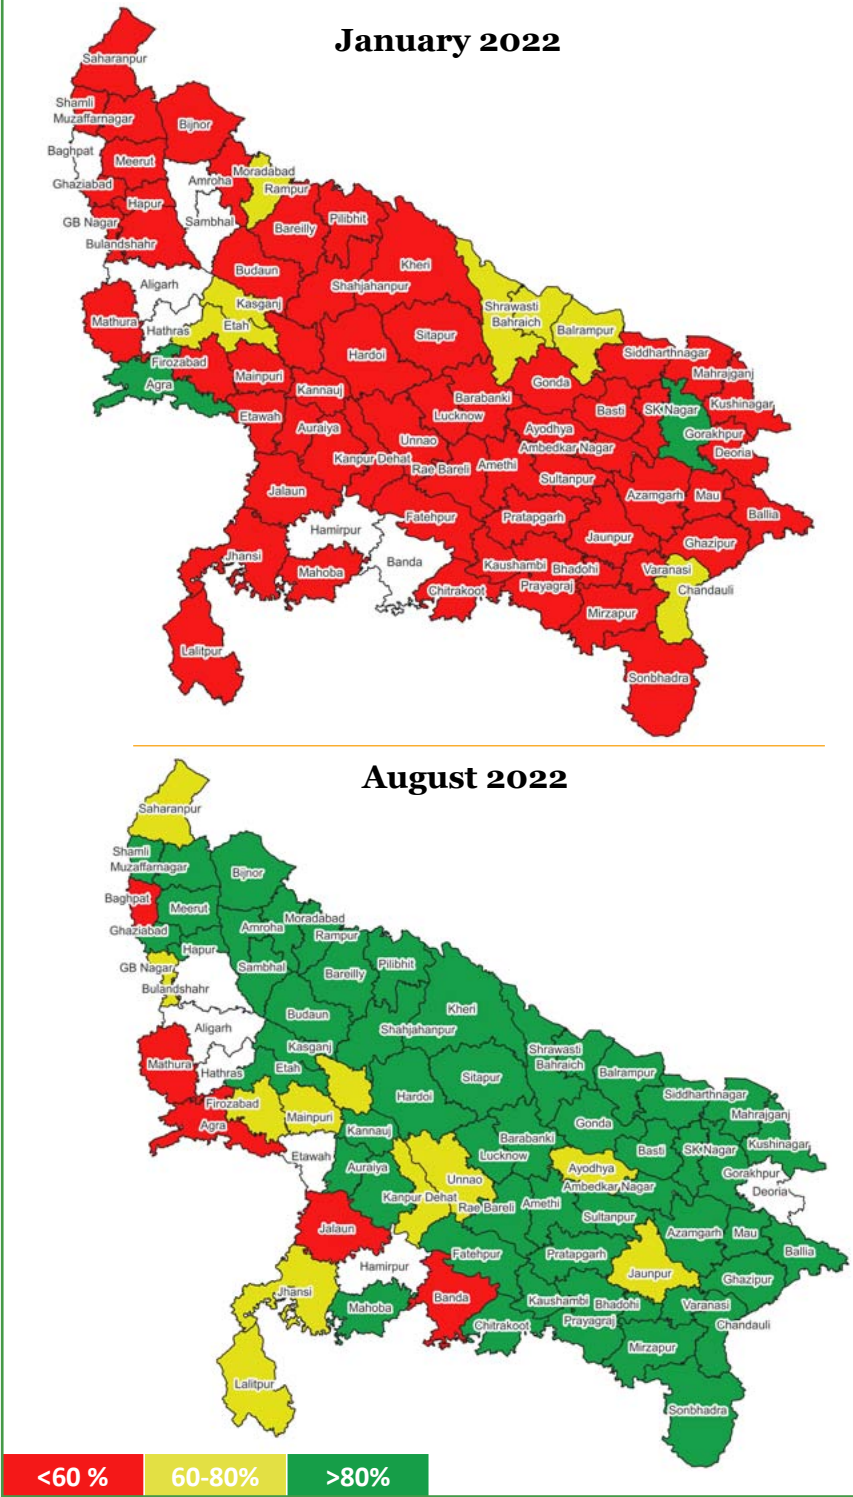 January 2022
Saharanpur
Shamli
Muzaffarnagar
Bijnor
Baghpat
Meerut
Moradabad
Amroha
Ghaziabad
Rampur
Hapur
Pilibhit
GB Nagar
Sambhal
Bareilly
Bulandshahr
Kheri
Budaun
Aligarh
Shahjahanpur
Kasganj
Shrawasti
Mathura
Hathras
Etah
Bahraich
Balrampur
Sitapur
Hardoi
Siddharthnagar
Firozabad
Mainpuri
Mahrajganj
Agra
Gonda
Kannauj
Barabanki
Kushinagar
Etawah
Lucknow
Basti
SK Nagar
Auraiya
Ayodhya
Gorakhpur
Unnao
Ambedkar Nagar
Deoria
Kanpur Dehat
Rae Bareli
Amethi
Sultanpur
Jalaun
Azamgarh
Mau
Fatehpur
Pratapgarh
Ballia
Hamirpur
Jaunpur
Ghazipur
Jhansi
Banda
Kaushambi
Bhadohi
Varanasi
Mahoba
Chitrakoot
Prayagraj
Chandauli
Mirzapur
Lalitpur
Sonbhadra
August 2022
Saharanpur
Shamli
Muzaffarnagar
Bijnor
Baghpat
Meerut
Moradabad
Amroha
Ghaziabad
Rampur
Hapur
Pilibhit
GB Nagar
Sambhal
Bareilly
Bulandshahr
Kheri
Budaun
Aligarh
Shahjahanpur
Kasganj
Shrawasti
Mathura
Hathras
Etah
Bahraich
Balrampur
Sitapur
Hardoi
Siddharthnagar
Firozabad
Mainpuri
Mahrajganj
Agra
Gonda
Kannauj
Barabanki
Kushinagar
Etawah
Lucknow
Basti
SK Nagar
Auraiya
Ayodhya
Gorakhpur
Unnao
Ambedkar Nagar
Deoria
Kanpur Dehat
Rae Bareli
Amethi
Sultanpur
Jalaun
Azamgarh
Mau
Fatehpur
Pratapgarh
Ballia
Hamirpur
Jaunpur
Ghazipur
Jhansi
Banda
Kaushambi
Bhadohi
Varanasi
Mahoba
Chitrakoot
Prayagraj
Chandauli
Mirzapur
Lalitpur
Sonbhadra
<60 % 60-80% >80%